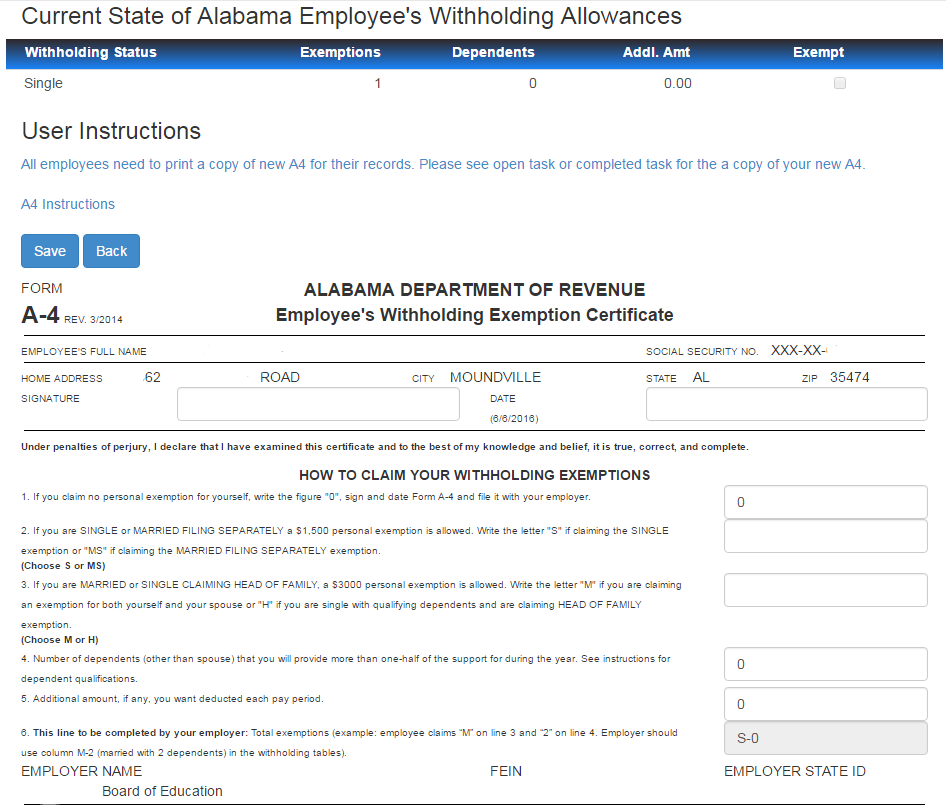 Current State of Alabama Employee's Withholding Allowances
Withholding Status Exemptions Dependents Addl. Amt Exempt
Single 1 0 0.00
User Instructions
All employees need to print a copy of new A4 for their records. Please see open task or completed task for the a copy of your new A4.
A4 Instructions
Save Back
FORM
A-4 REV. 3/2014
ALABAMA DEPARTMENT OF REVENUE
Employee's Withholding Exemption Certificate
EMPLOYEE'S FULL NAME SOCIAL SECURITY NO. XXX-XX-
HOME ADDRESS 62 ROAD CITY MOUNDVILLE STATE AL ZIP 35474
SIGNATURE DATE
(6/6/2016)
Under penalties of perjury, I declare that I have examined this certificate and to the best of my knowledge and belief, it is true, correct, and complete.
HOW TO CLAIM YOUR WITHHOLDING EXEMPTIONS
1. If you claim no personal exemption for yourself, write the figure "0", sign and date Form A-4 and file it with your employer. 0
2. If you are SINGLE or MARRIED FILING SEPARATELY a $1,500 personal exemption is allowed. Write the letter "S" if claiming the SINGLE
exemption or "MS" if claiming the MARRIED FILING SEPARATELY exemption.
(Choose S or MS)
3. If you are MARRIED or SINGLE CLAIMING HEAD OF FAMILY, a $3000 personal exemption is allowed. Write the letter "M" if you are claiming
an exemption for both yourself and your spouse or "H" if you are single with qualifying dependents and are claiming HEAD OF FAMILY
exemption.
(Choose M or H)
4. Number of dependents (other than spouse) that you will provide more than one-half of the support for during the year. See instructions for
dependent qualifications. 0
5. Additional amount, if any, you want deducted each pay period. 0
6. This line to be completed by your employer: Total exemptions (example: employee claims “M” on line 3 and “2” on line 4. Employer should
use column M-2 (married with 2 dependents) in the withholding tables). S-0
EMPLOYER NAME FEIN EMPLOYER STATE ID
Board of Education